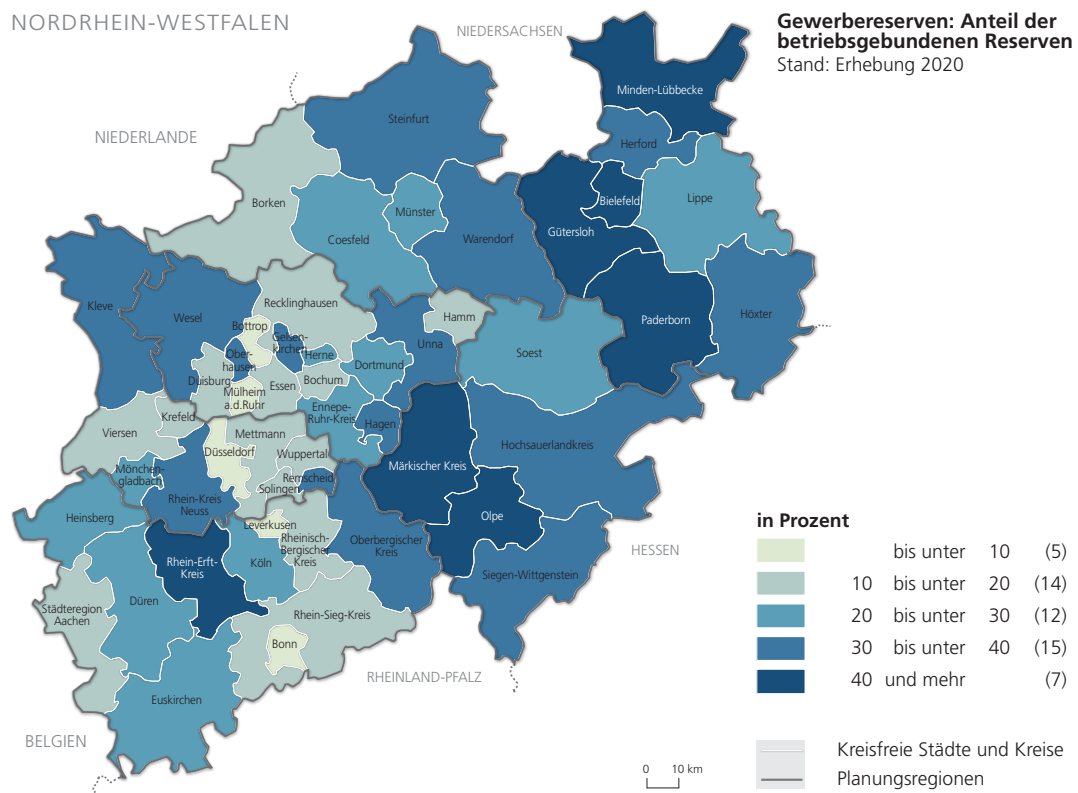 NORDRHEIN-WESTFALEN
Gewerbereserven: Anteil der
betriebsgebundenen Reserven
Stand: Erhebung 2020
NIEDERSACHSEN
NIEDERLANDE
Minden-Lübbecke
Steinfurt
Herford
Borken
Münster
Bielefeld
Lippe
Coesfeld
Warendorf
Gütersloh
Kleve
Wesel
Recklinghausen
Hamm
Paderborn
Höxter
Bottrop
Gelsen-
kirchen
Herne
Unna
Soest
Ober-
hausen
Dortmund
Duisburg
Essen
Bochum
Mülheim
a.d.Ruhr
Ennepe-
Ruhr-Kreis
Hagen
Krefeld
Viersen
Mettmann
Hochsauerlandkreis
Düsseldorf
Wuppertal
Märkischer Kreis
Mönchen-
gladbach
Remscheid
Solingen
Rhein-Kreis
Neuss
Heinsberg
Leverkusen
Olpe
Rheinisch-
Bergischer
Kreis
Oberbergischer
Kreis
HESSEN
Rhein-Erft-
Kreis
Köln
Siegen-Wittgenstein
Düren
Städteregion
Aachen
Rhein-Sieg-Kreis
Bonn
RHEINLAND-PFALZ
Euskirchen
BELGIEN
in Prozent
bis unter 10 (5)
10 bis unter 20 (14)
20 bis unter 30 (12)
30 bis unter 40 (15)
40 und mehr (7)
0 10 km
Kreisfreie Städte und Kreise
Planungsregionen